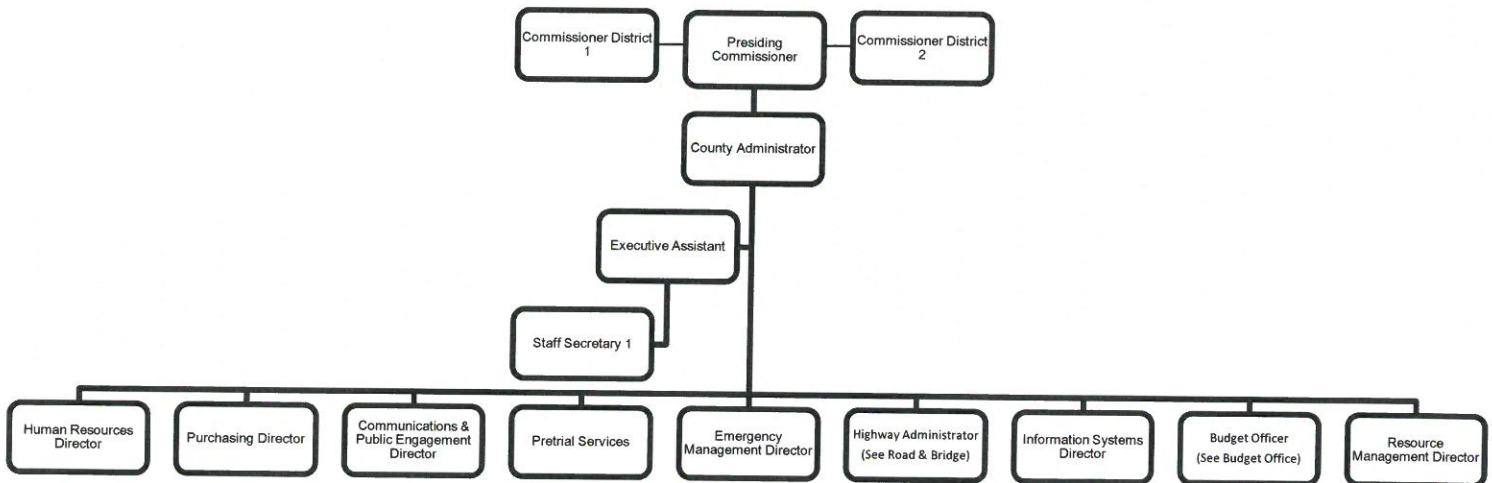 Commissioner District
1
Presiding
Commissioner
Commissioner District
2
County Administrator
Executive Assistant
Staff Secretary 1
Human Resources
Director
Purchasing Director
Communications &
Public Engagement
Director
Pretrial Services
Emergency
Management Director
Highway Administrator
(See Road & Bridge)
Information Systems
Director
Budget Officer
(See Budget Office)
Resource
Management Director